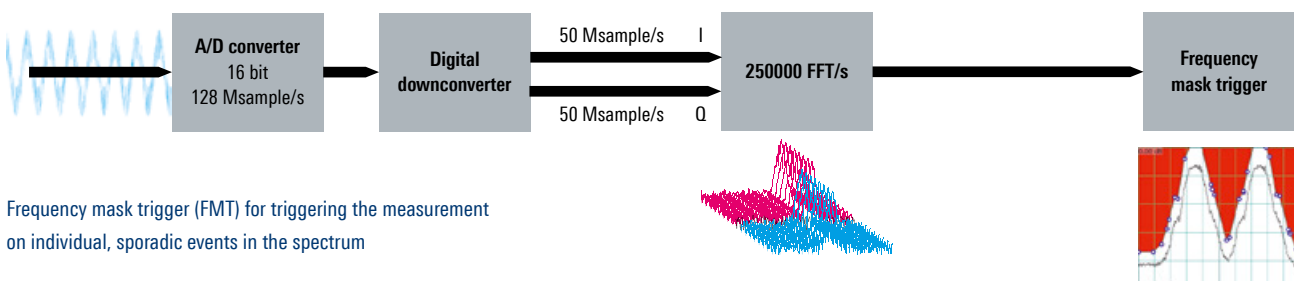 A/D converter
16 bit
128 Msample/s
Digital
downconverter
50 Msample/s I
50 Msample/s Q
250000 FFT/s
Frequency
mask trigger
Frequency mask trigger (FMT) for triggering the measurement
on individual, sporadic events in the spectrum